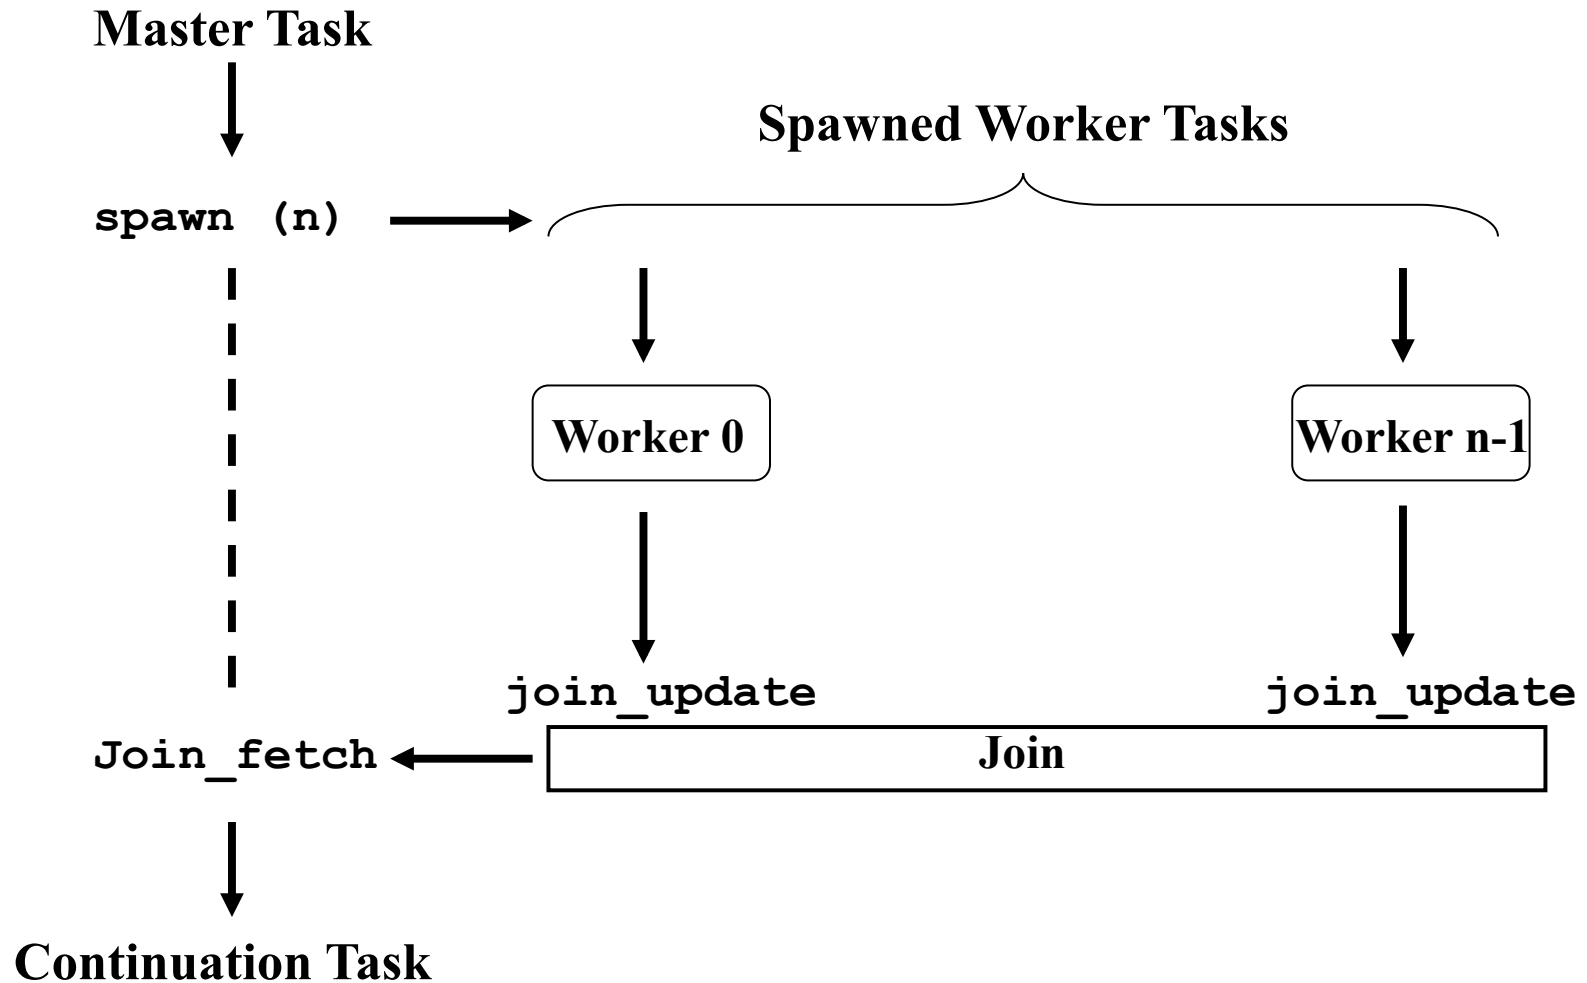 Master Task
Spawned Worker Tasks
spawn (n)
Worker 0
Worker n-1
join_update
join_update
Join_fetch
Join
Continuation Task